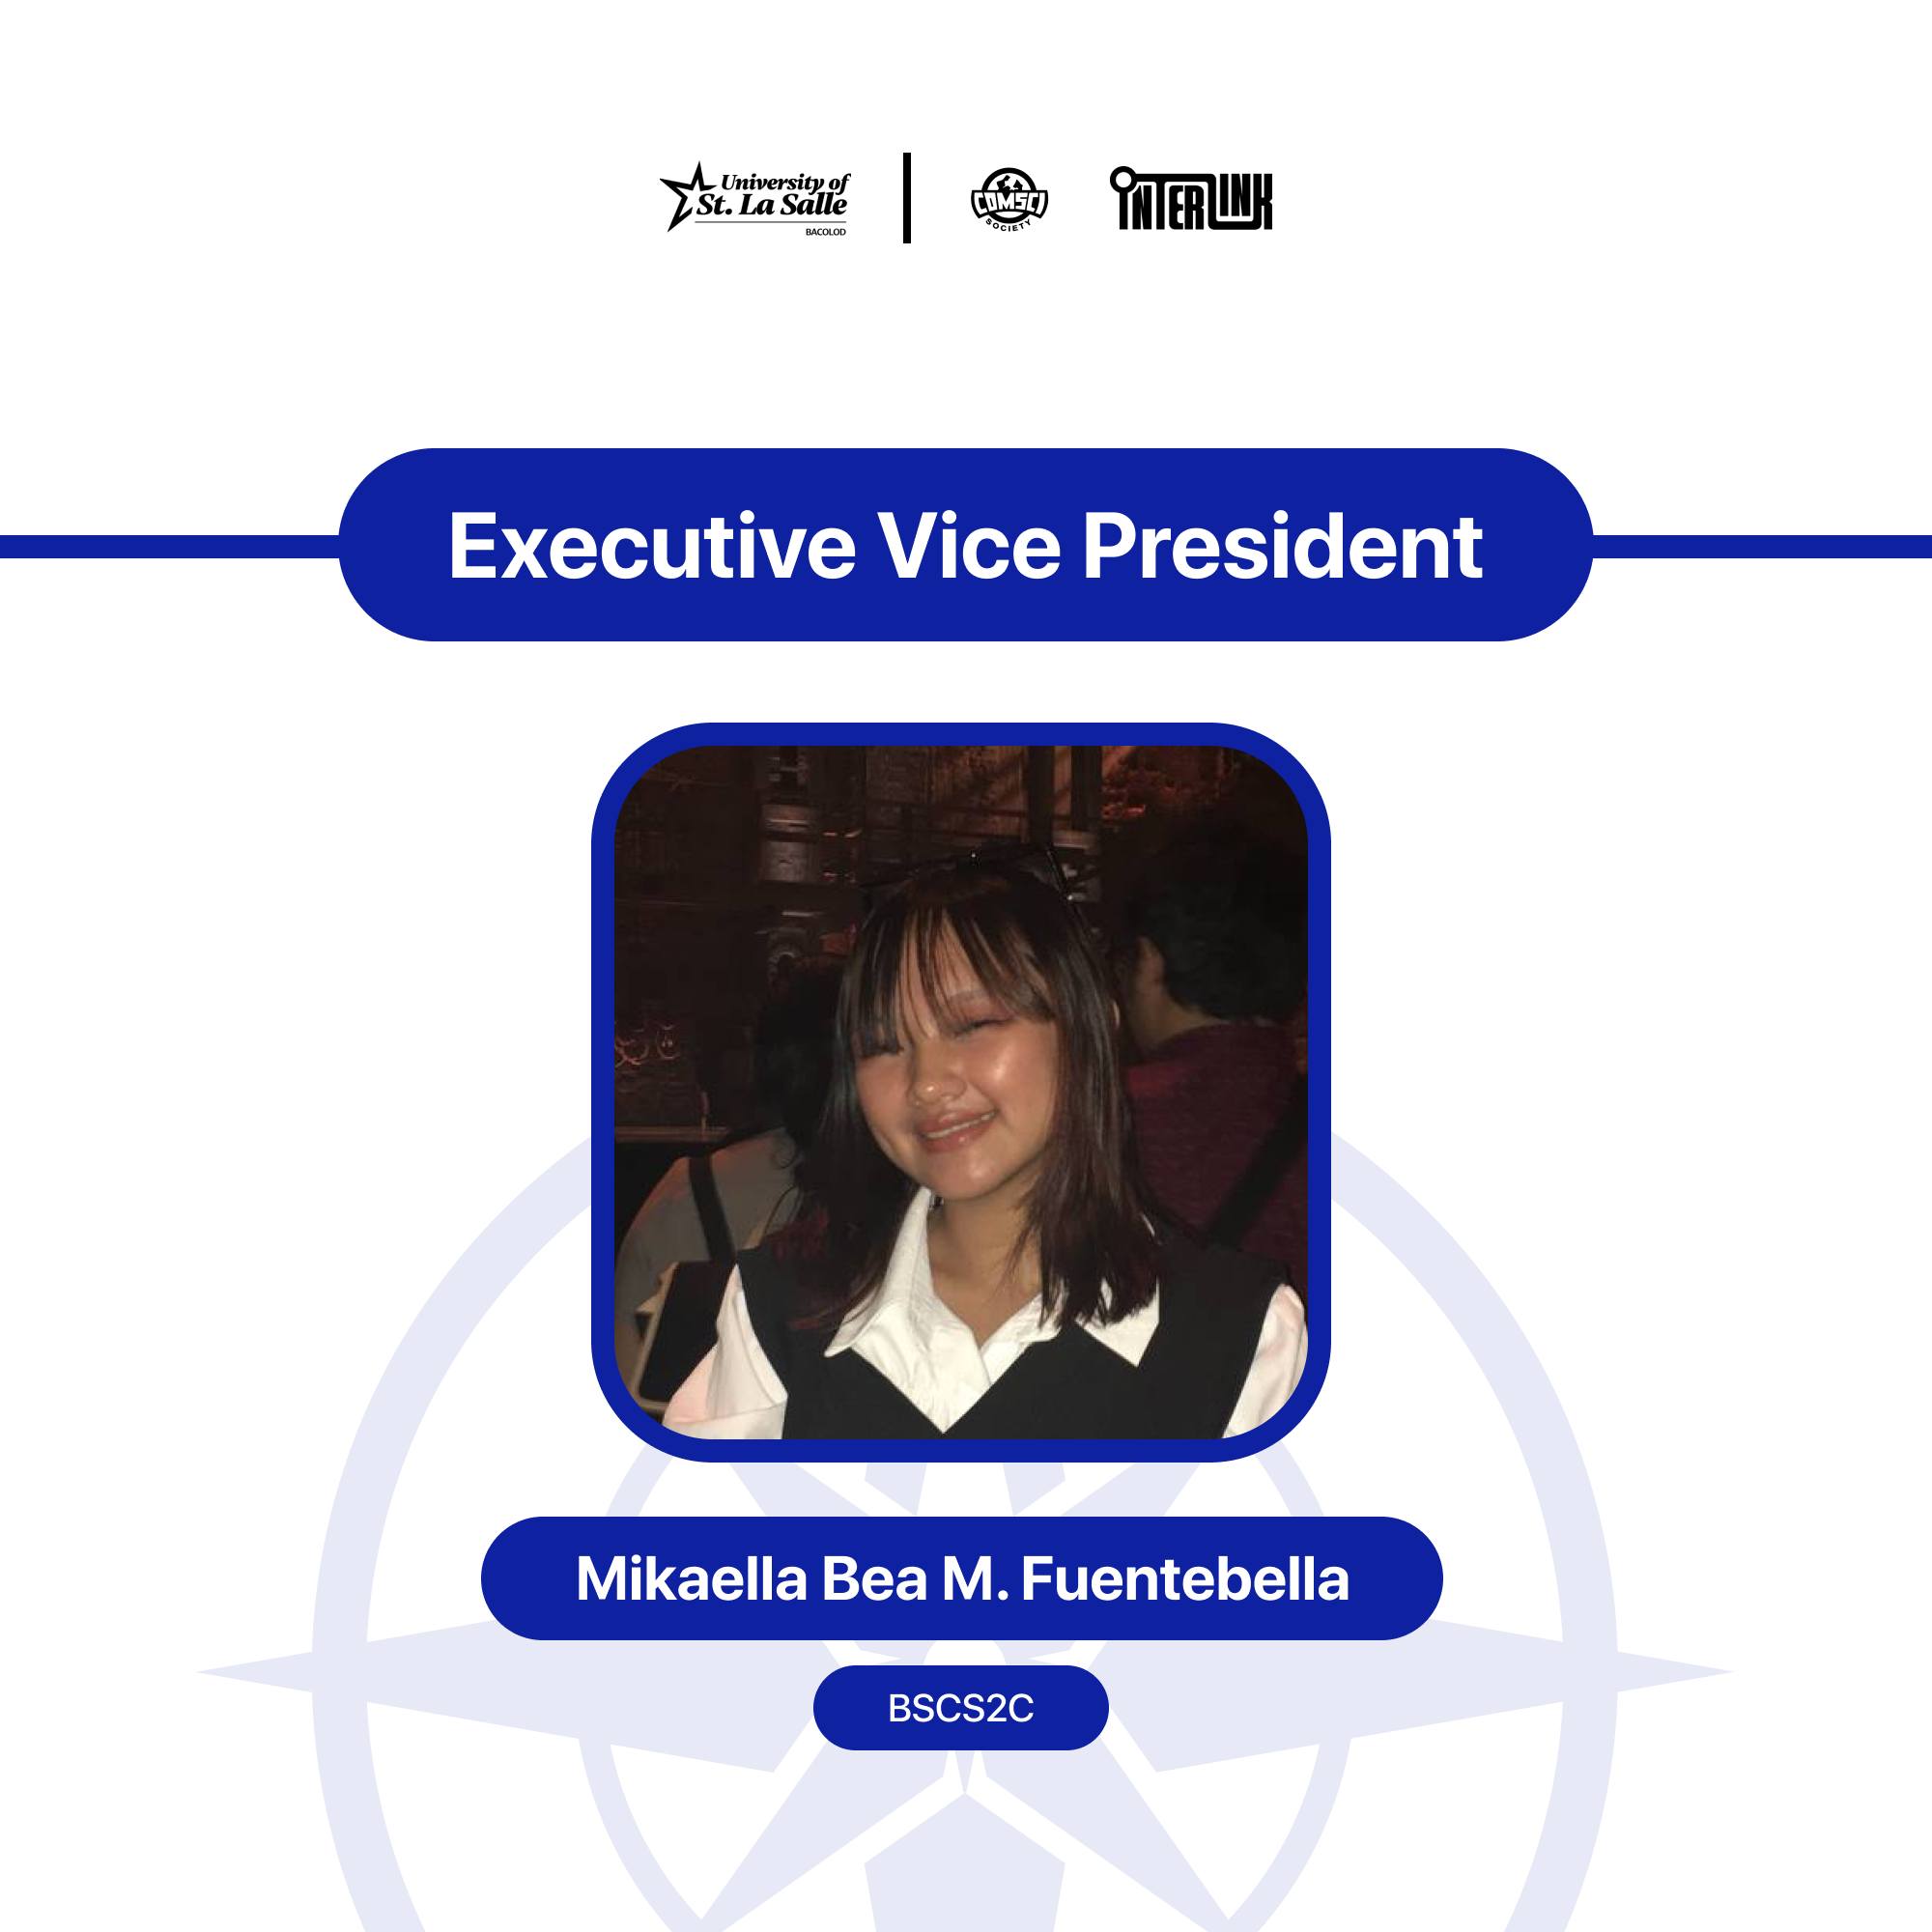 University of
St. La Salle
BACOLOD
COMSCI
SOCIETY
INTERLINK
Executive Vice President
Mikaella Bea M. Fuentebella
BSCS2C